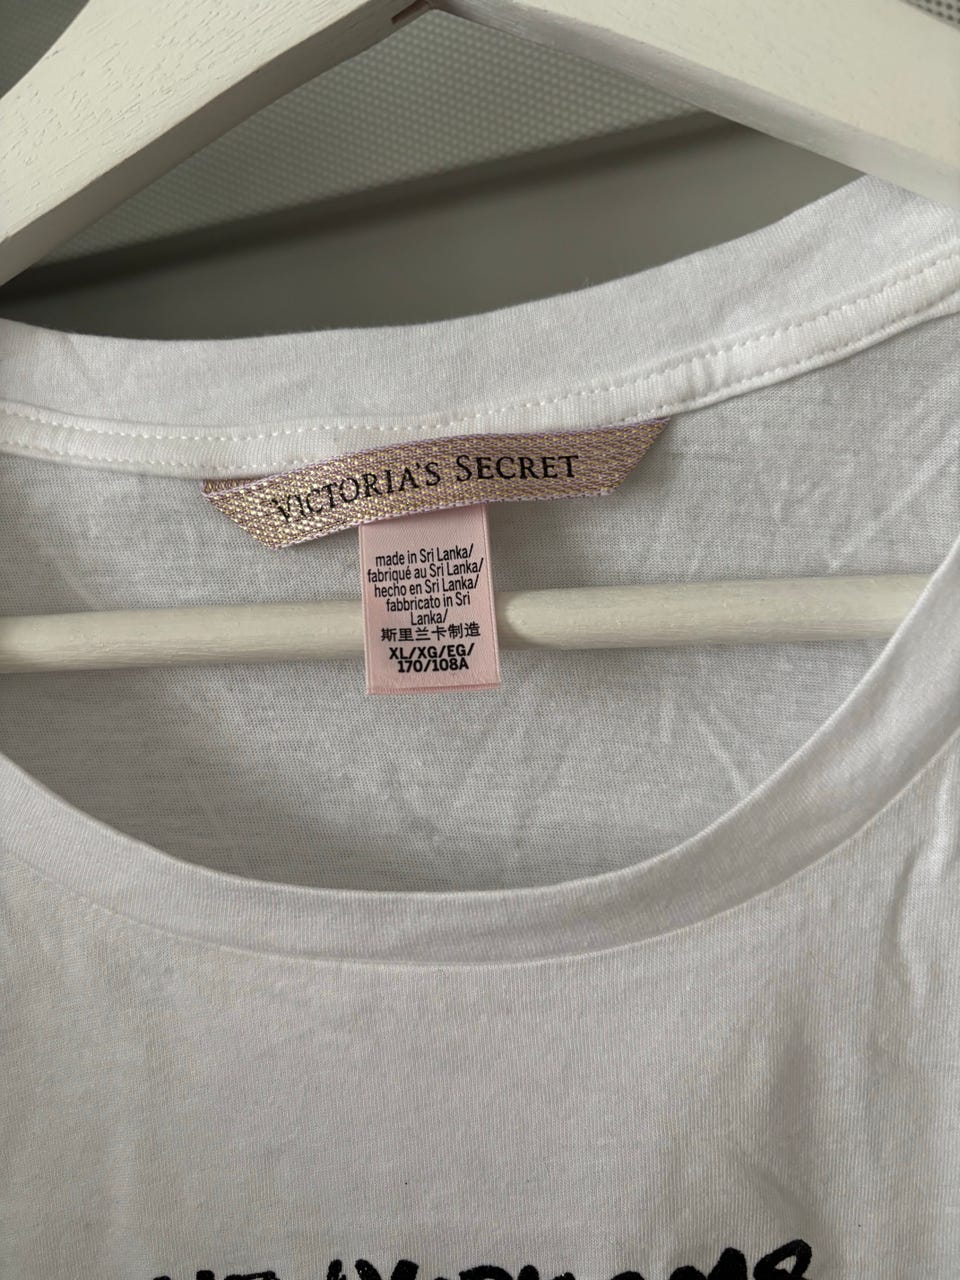 VICTORIA'S SECRET
made in Sri Lanka/
fabriqué au Sri Lanka/
hecho en Sri Lanka/
fabbricato in Sri
Lanka/
斯里兰卡制造
XL/XG/EG/
170/108A